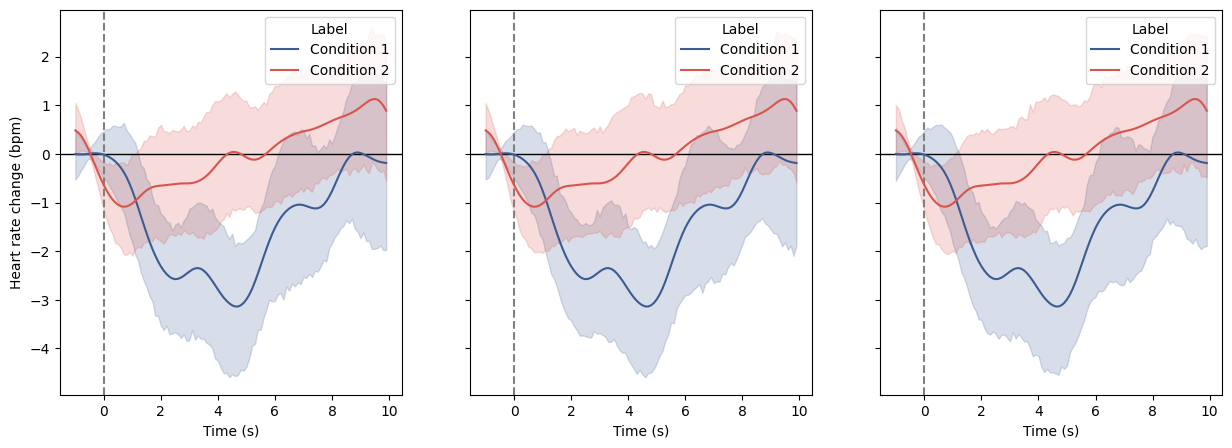 Label
Condition 1
Condition 2
Label
Condition 1
Condition 2
Label
Condition 1
Condition 2
Heart rate change (bpm)
2
1
0
−1
−2
−3
−4
0 2 4 6 8 10
0 2 4 6 8 10
0 2 4 6 8 10
Time (s)
Time (s)
Time (s)